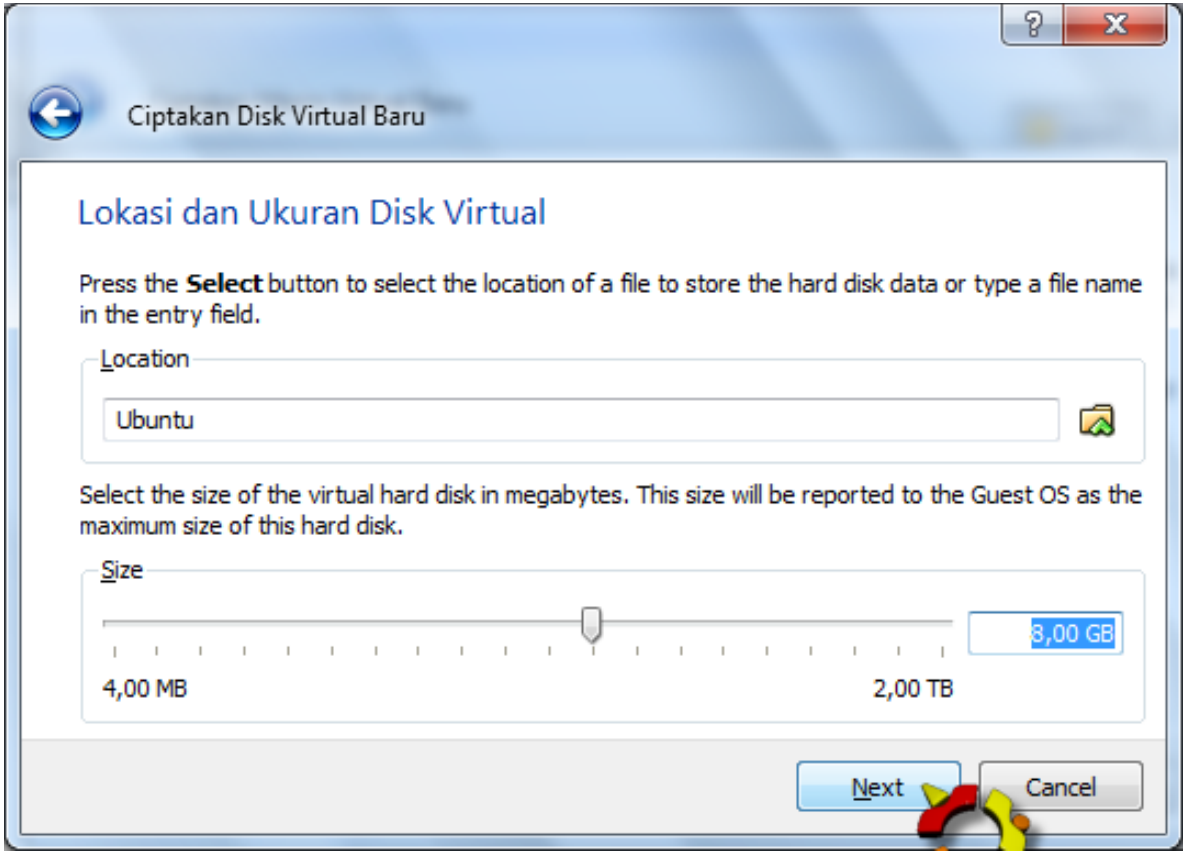 Ciptakan Disk Virtual Baru
Lokasi dan Ukuran Disk Virtual
Press the Select button to select the location of a file to store the hard disk data or type a file name
in the entry field.
Location
Ubuntu
Select the size of the virtual hard disk in megabytes. This size will be reported to the Guest OS as the
maximum size of this hard disk.
Size
8,00 GB
4,00 MB 2,00 TB
Next Cancel